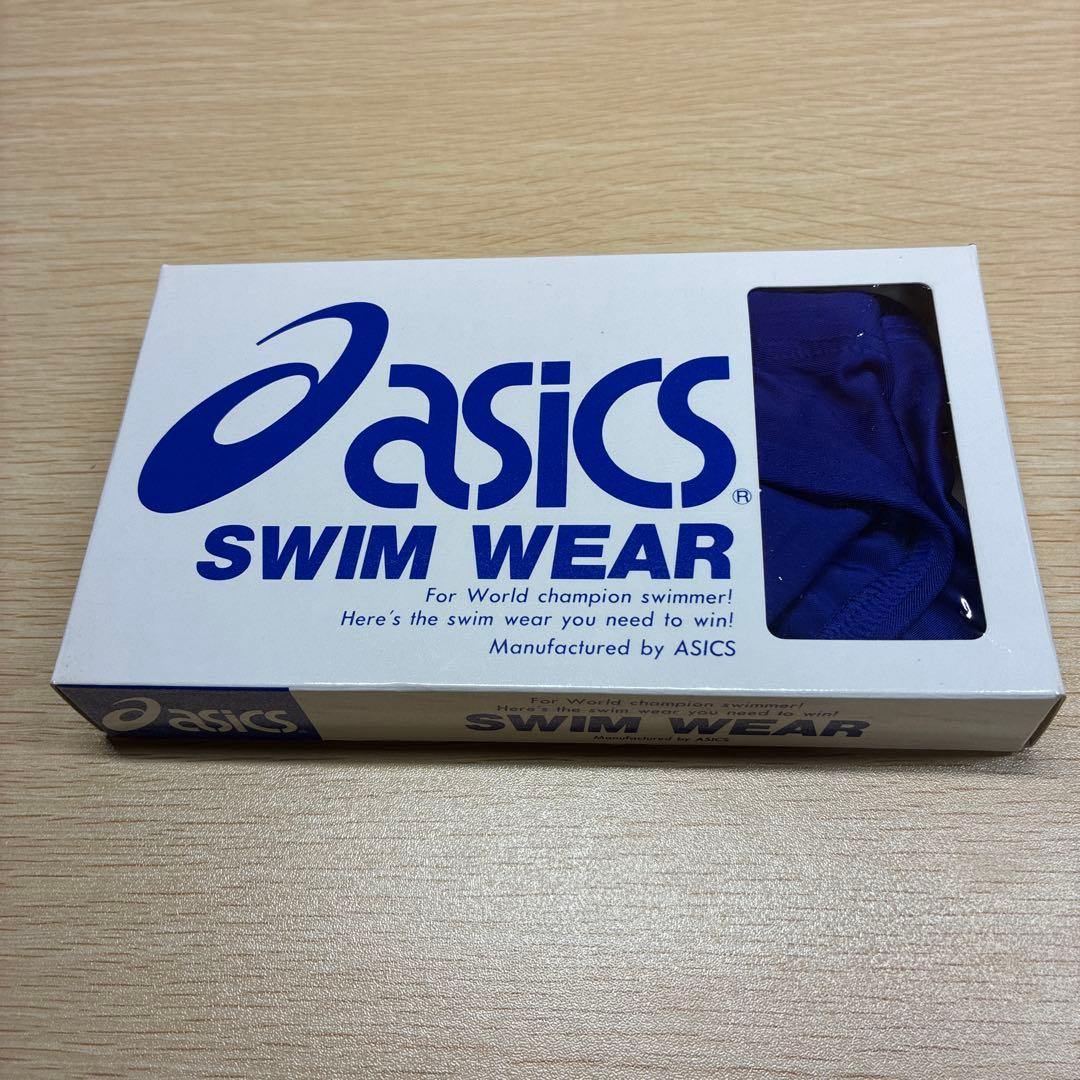 asics®
SWIM WEAR
For World champion swimmer!
Here's the swim wear you need to win!
Manufactured by ASICS
asics
For World champion swimmer!
Here's the swim wear you need to win!
SWIM WEAR
Manufactured by ASICS